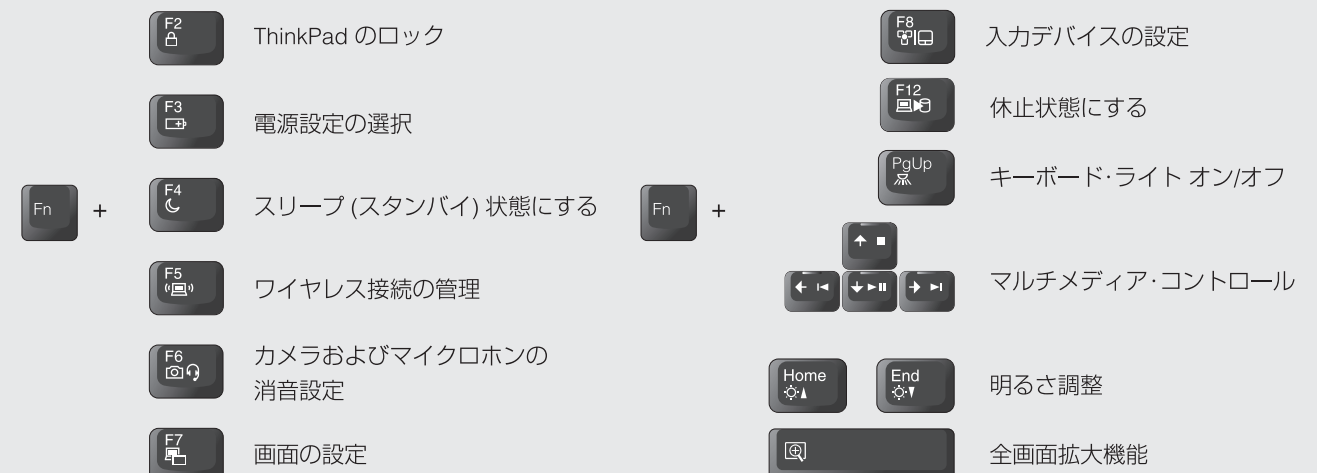 Fn
+
F2
ThinkPad のロック
F3
電源設定の選択
F4
スリープ (スタンバイ) 状態にする
F5
ワイヤレス接続の管理
F6
カメラおよびマイクロホンの
消音設定
F7
画面の設定
Fn
+
F8
入力デバイスの設定
F12
休止状態にする
PgUp
キーボード·ライト オン/オフ
マルチメディア·コントロール
Home
End
明るさ調整
全画面拡大機能